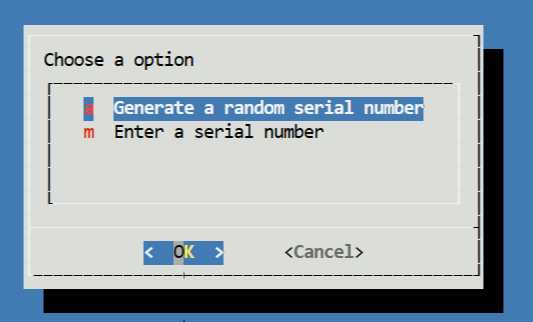 Choose a option
a Generate a random serial number
m Enter a serial number
< OK > <Cancel>